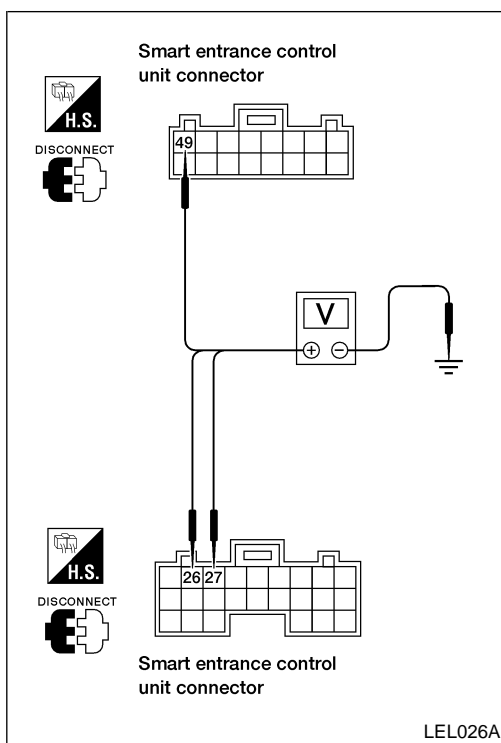 Smart entrance control
unit connector
H.S.
DISCONNECT
49
V
+ −
26 27
H.S.
DISCONNECT
Smart entrance control
unit connector
LEL026A